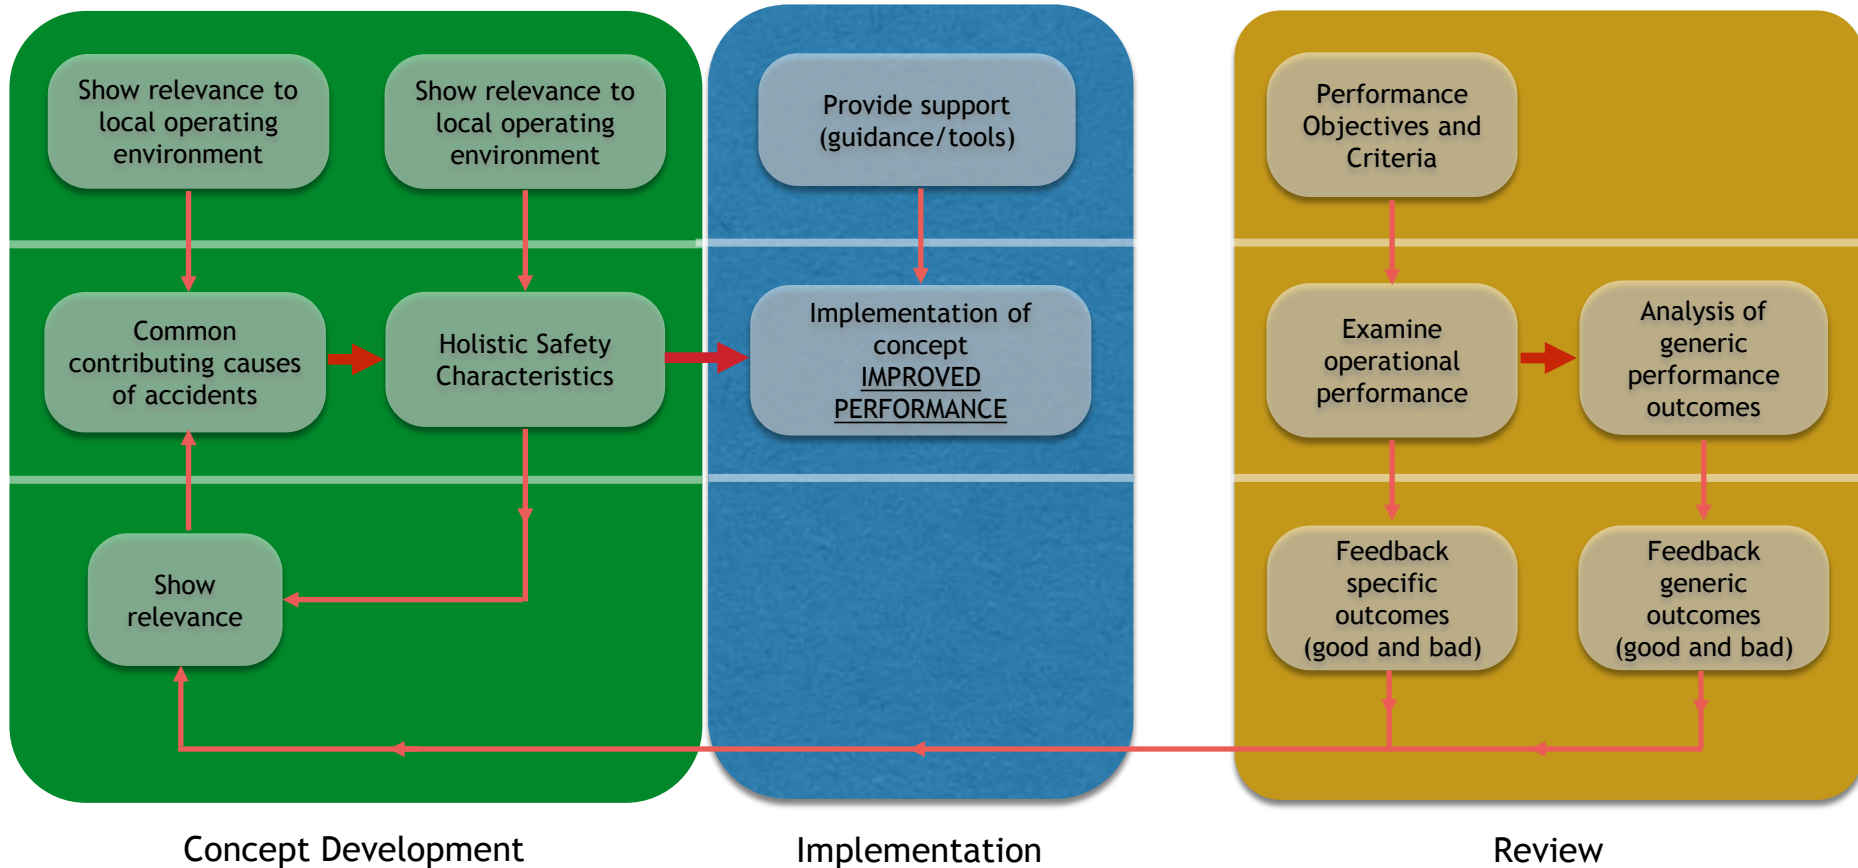 Show relevance to
local operating
environment
Show relevance to
local operating
environment
Provide support
(guidance/tools)
Performance
Objectives and
Criteria
Common
contributing causes
of accidents
Holistic Safety
Characteristics
Implementation of
concept
IMPROVED
PERFORMANCE
Examine
operational
performance
Analysis of
generic
performance
outcomes
Show
relevance
Feedback
specific
outcomes
(good and bad)
Feedback
generic
outcomes
(good and bad)
Concept Development
Implementation
Review